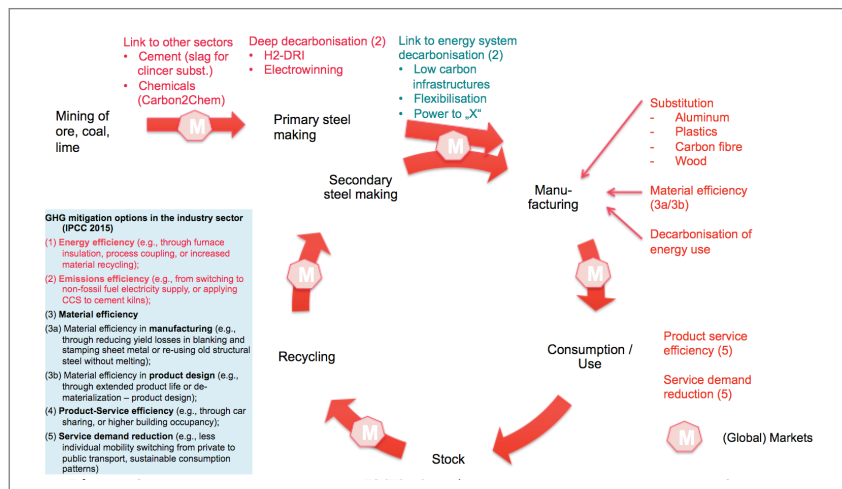 Link to other sectors
• Cement (slag for
clincer subst.)
• Chemicals
(Carbon2Chem)
Deep decarbonisation (2)
• H2-DRI
• Electrowinning
Link to energy system
decarbonisation (2)
• Low carbon
infrastructures
• Flexibilisation
• Power to „X“
Mining of
ore, coal,
lime
M
Primary steel
making
M
Secondary
steel making
Substitution
- Aluminum
- Plastics
- Carbon fibre
- Wood
Manu-
facturing
Material efficiency
(3a/3b)
Decarbonisation of
energy use
GHG mitigation options in the industry sector
(IPCC 2015)
(1) Energy efficiency (e.g., through furnace
insulation, process coupling, or increased
material recycling);
(2) Emissions efficiency (e.g., from switching to
non-fossil fuel electricity supply, or applying
CCS to cement kilns);
(3) Material efficiency
(3a) Material efficiency in manufacturing (e.g.,
through reducing yield losses in blanking and
stamping sheet metal or re-using old structural
steel without melting);
(3b) Material efficiency in product design (e.g.,
through extended product life or de-
materialization – product design);
(4) Product-Service efficiency (e.g., through car
sharing, or higher building occupancy);
(5) Service demand reduction (e.g., less
individual mobility switching from private to
public transport, sustainable consumption
patterns)
M
M
Recycling
Consumption /
Use
Product service
efficiency (5)
Service demand
reduction (5)
M
Stock
M
(Global) Markets